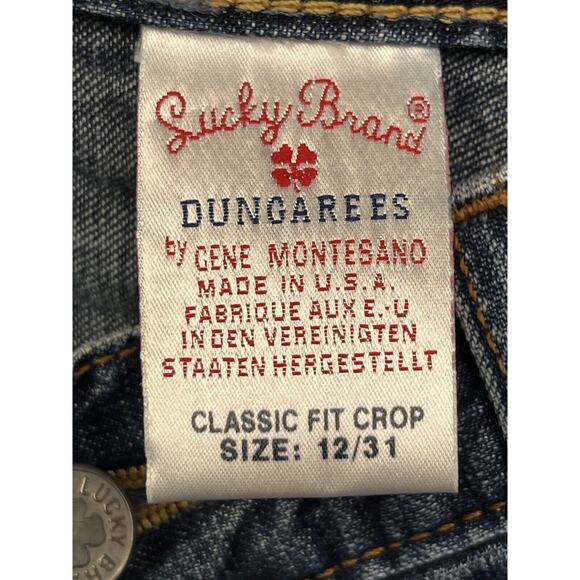 Lucky Brand®
DUNGAREES
by GENE MONTESANO
MADE IN U.S.A.
FABRIQUE AUX E.-U
IN DEN VEREINIGTEN
STAATEN HERGESTELLT
CLASSIC FIT CROP
SIZE: 12/31
LUCKY